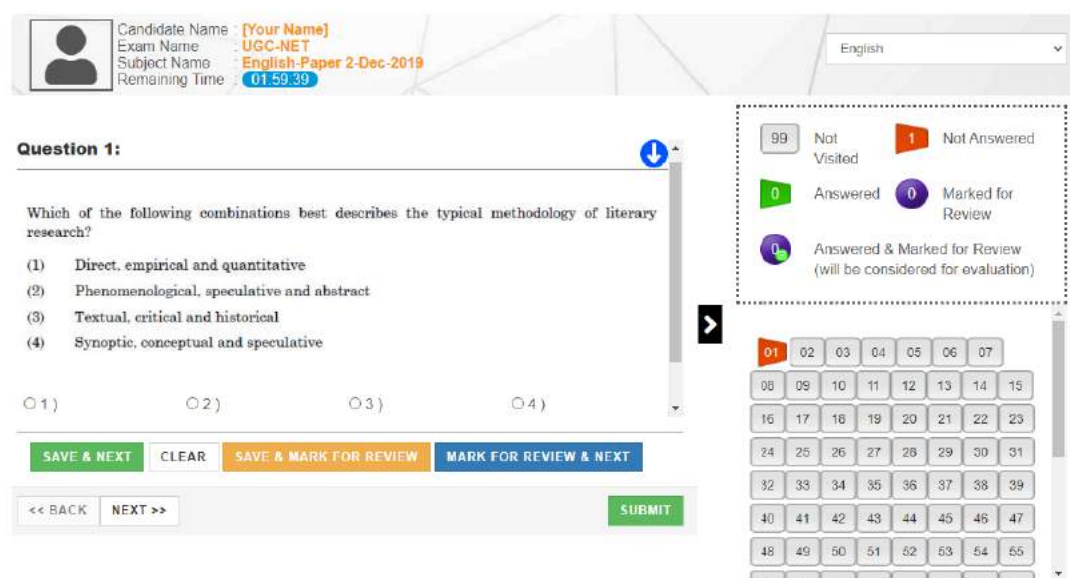 Candidate Name : [Your Name]
Exam Name : UGC-NET
Subject Name : English-Paper 2-Dec-2019
Remaining Time : 01:59:39
English
Question 1:
Which of the following combinations best describes the typical methodology of literary
research?
(1) Direct, empirical and quantitative
(2) Phenomenological, speculative and abstract
(3) Textual, critical and historical
(4) Synoptic, conceptual and speculative
1 ) 2 ) 3 ) 4 )
SAVE & NEXT CLEAR SAVE & MARK FOR REVIEW MARK FOR REVIEW & NEXT
<< BACK NEXT >> SUBMIT
99 Not Visited 1 Not Answered
0 Answered 0 Marked for Review
0 Answered & Marked for Review
(will be considered for evaluation)
01 02 03 04 05 06 07
08 09 10 11 12 13 14 15
16 17 18 19 20 21 22 23
24 25 26 27 28 29 30 31
32 33 34 35 36 37 38 39
40 41 42 43 44 45 46 47
48 49 50 51 52 53 54 55